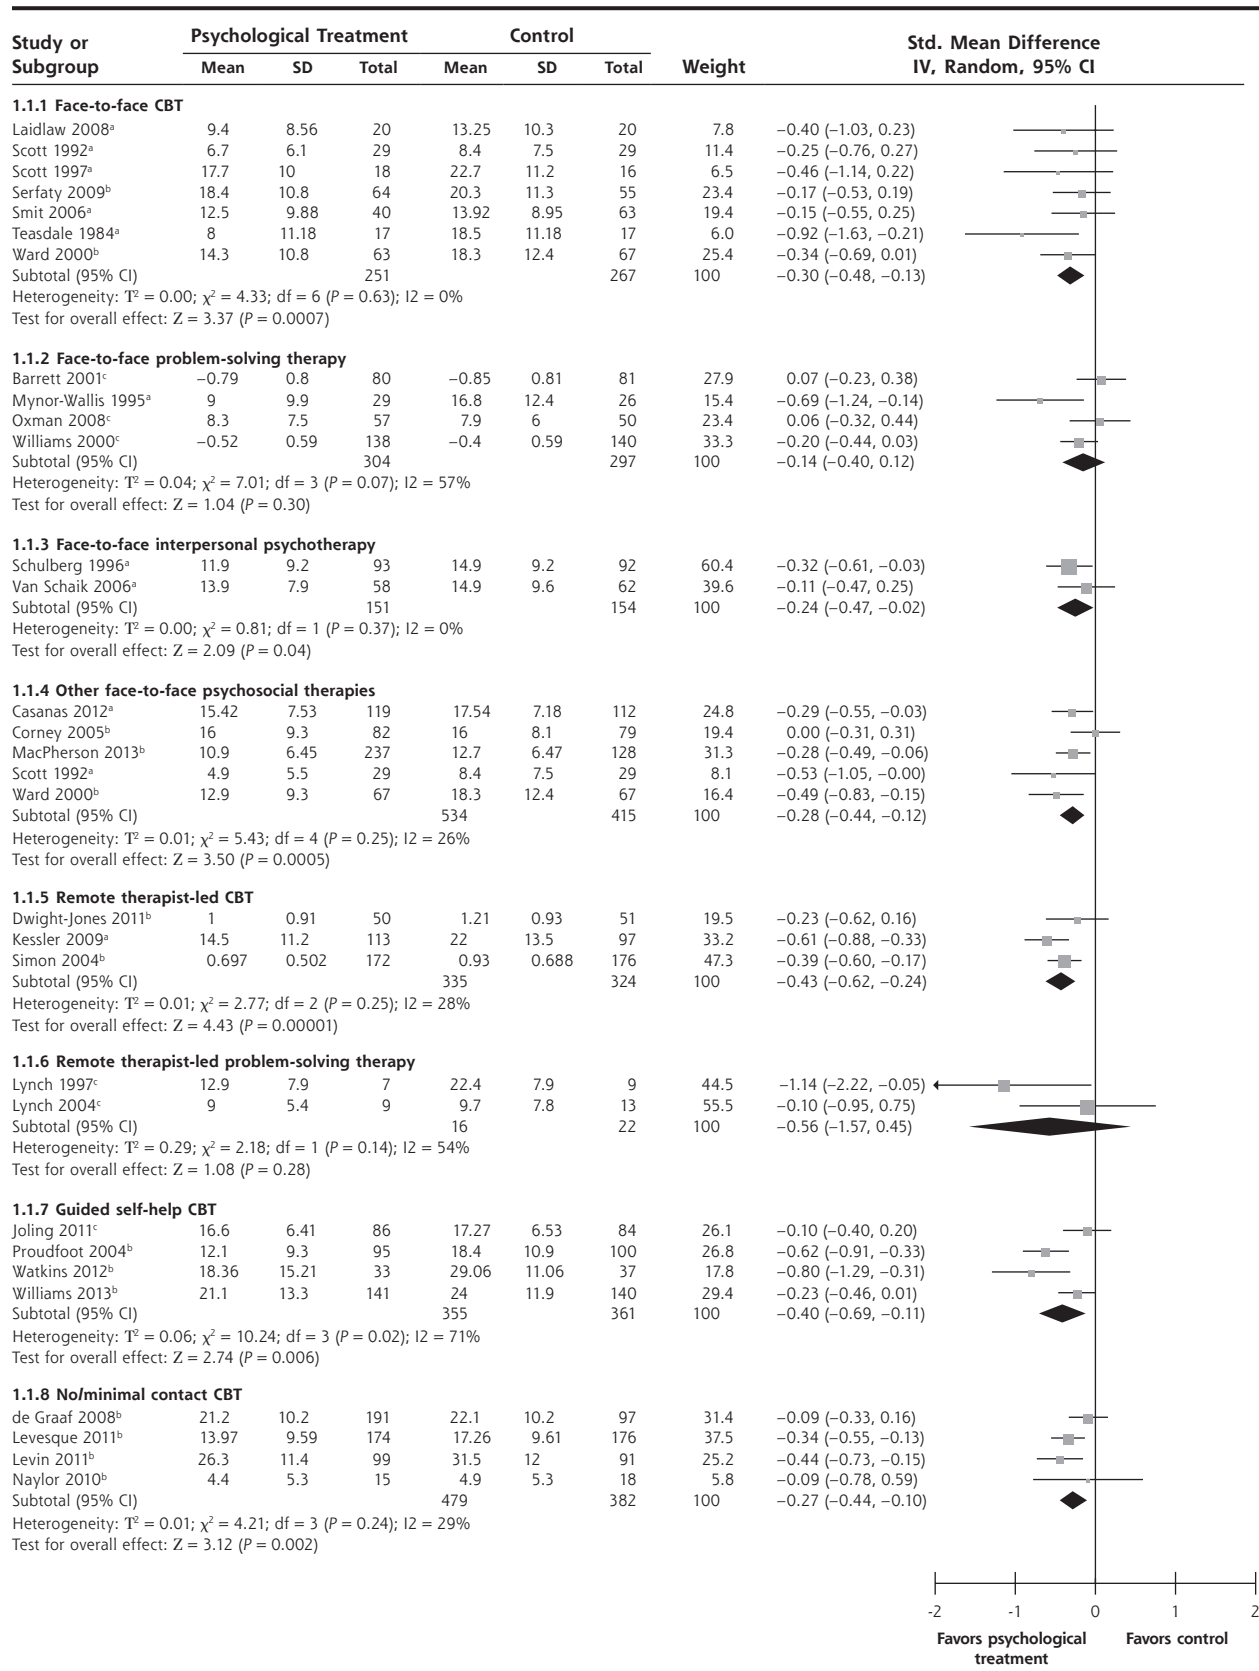 Study or Subgroup Psychological Treatment Control Weight Std. Mean Difference IV, Random, 95% CI
Mean SD Total Mean SD Total
1.1.1 Face-to-face CBT
Laidlaw 2008ᵃ 9.4 8.56 20 13.25 10.3 20 7.8 –0.40 (–1.03, 0.23)
Scott 1992ᵃ 6.7 6.1 29 8.4 7.5 29 11.4 –0.25 (–0.76, 0.27)
Scott 1997ᵃ 17.7 10 18 22.7 11.2 16 6.5 –0.46 (–1.14, 0.22)
Serfaty 2009ᵇ 18.4 10.8 64 20.3 11.3 55 23.4 –0.17 (–0.53, 0.19)
Smit 2006ᵃ 12.5 9.88 40 13.92 8.95 63 19.4 –0.15 (–0.55, 0.25)
Teasdale 1984ᵃ 8 11.18 17 18.5 11.18 17 6.0 –0.92 (–1.63, –0.21)
Ward 2000ᵇ 14.3 10.8 63 18.3 12.4 67 25.4 –0.34 (–0.69, 0.01)
Subtotal (95% CI) 251 267 100 –0.30 (–0.48, –0.13)
Heterogeneity: T² = 0.00; χ² = 4.33; df = 6 (P = 0.63); I2 = 0%
Test for overall effect: Z = 3.37 (P = 0.0007)
1.1.2 Face-to-face problem-solving therapy
Barrett 2001ᶜ –0.79 0.8 80 –0.85 0.81 81 27.9 0.07 (–0.23, 0.38)
Mynor-Wallis 1995ᵃ 9 9.9 29 16.8 12.4 26 15.4 –0.69 (–1.24, –0.14)
Oxman 2008ᶜ 8.3 7.5 57 7.9 6 50 23.4 0.06 (–0.32, 0.44)
Williams 2000ᶜ –0.52 0.59 138 –0.4 0.59 140 33.3 –0.20 (–0.44, 0.03)
Subtotal (95% CI) 304 297 100 –0.14 (–0.40, 0.12)
Heterogeneity: T² = 0.04; χ² = 7.01; df = 3 (P = 0.07); I2 = 57%
Test for overall effect: Z = 1.04 (P = 0.30)
1.1.3 Face-to-face interpersonal psychotherapy
Schulberg 1996ᵃ 11.9 9.2 93 14.9 9.2 92 60.4 –0.32 (–0.61, –0.03)
Van Schaik 2006ᵃ 13.9 7.9 58 14.9 9.6 62 39.6 –0.11 (–0.47, 0.25)
Subtotal (95% CI) 151 154 100 –0.24 (–0.47, –0.02)
Heterogeneity: T² = 0.00; χ² = 0.81; df = 1 (P = 0.37); I2 = 0%
Test for overall effect: Z = 2.09 (P = 0.04)
1.1.4 Other face-to-face psychosocial therapies
Casanas 2012ᵃ 15.42 7.53 119 17.54 7.18 112 24.8 –0.29 (–0.55, –0.03)
Corney 2005ᵇ 16 9.3 82 16 8.1 79 19.4 0.00 (–0.31, 0.31)
MacPherson 2013ᵇ 10.9 6.45 237 12.7 6.47 128 31.3 –0.28 (–0.49, –0.06)
Scott 1992ᵃ 4.9 5.5 29 8.4 7.5 29 8.1 –0.53 (–1.05, –0.00)
Ward 2000ᵇ 12.9 9.3 67 18.3 12.4 67 16.4 –0.49 (–0.83, –0.15)
Subtotal (95% CI) 534 415 100 –0.28 (–0.44, –0.12)
Heterogeneity: T² = 0.01; χ² = 5.43; df = 4 (P = 0.25); I2 = 26%
Test for overall effect: Z = 3.50 (P = 0.0005)
1.1.5 Remote therapist-led CBT
Dwight-Jones 2011ᵇ 1 0.91 50 1.21 0.93 51 19.5 –0.23 (–0.62, 0.16)
Kessler 2009ᵃ 14.5 11.2 113 22 13.5 97 33.2 –0.61 (–0.88, –0.33)
Simon 2004ᵇ 0.697 0.502 172 0.93 0.688 176 47.3 –0.39 (–0.60, –0.17)
Subtotal (95% CI) 335 324 100 –0.43 (–0.62, –0.24)
Heterogeneity: T² = 0.01; χ² = 2.77; df = 2 (P = 0.25); I2 = 28%
Test for overall effect: Z = 4.43 (P = 0.00001)
1.1.6 Remote therapist-led problem-solving therapy
Lynch 1997ᶜ 12.9 7.9 7 22.4 7.9 9 44.5 –1.14 (–2.22, –0.05)
Lynch 2004ᶜ 9 5.4 9 9.7 7.8 13 55.5 –0.10 (–0.95, 0.75)
Subtotal (95% CI) 16 22 100 –0.56 (–1.57, 0.45)
Heterogeneity: T² = 0.29; χ² = 2.18; df = 1 (P = 0.14); I2 = 54%
Test for overall effect: Z = 1.08 (P = 0.28)
1.1.7 Guided self-help CBT
Joling 2011ᶜ 16.6 6.41 86 17.27 6.53 84 26.1 –0.10 (–0.40, 0.20)
Proudfoot 2004ᵇ 12.1 9.3 95 18.4 10.9 100 26.8 –0.62 (–0.91, –0.33)
Watkins 2012ᵇ 18.36 15.21 33 29.06 11.06 37 17.8 –0.80 (–1.29, –0.31)
Williams 2013ᵇ 21.1 13.3 141 24 11.9 140 29.4 –0.23 (–0.46, 0.01)
Subtotal (95% CI) 355 361 100 –0.40 (–0.69, –0.11)
Heterogeneity: T² = 0.06; χ² = 10.24; df = 3 (P = 0.02); I2 = 71%
Test for overall effect: Z = 2.74 (P = 0.006)
1.1.8 No/minimal contact CBT
de Graaf 2008ᵇ 21.2 10.2 191 22.1 10.2 97 31.4 –0.09 (–0.33, 0.16)
Levesque 2011ᵇ 13.97 9.59 174 17.26 9.61 176 37.5 –0.34 (–0.55, –0.13)
Levin 2011ᵇ 26.3 11.4 99 31.5 12 91 25.2 –0.44 (–0.73, –0.15)
Naylor 2010ᵇ 4.4 5.3 15 4.9 5.3 18 5.8 –0.09 (–0.78, 0.59)
Subtotal (95% CI) 479 382 100 –0.27 (–0.44, –0.10)
Heterogeneity: T² = 0.01; χ² = 4.21; df = 3 (P = 0.24); I2 = 29%
Test for overall effect: Z = 3.12 (P = 0.002)
-2 -1 0 1 2
Favors psychological treatment Favors control